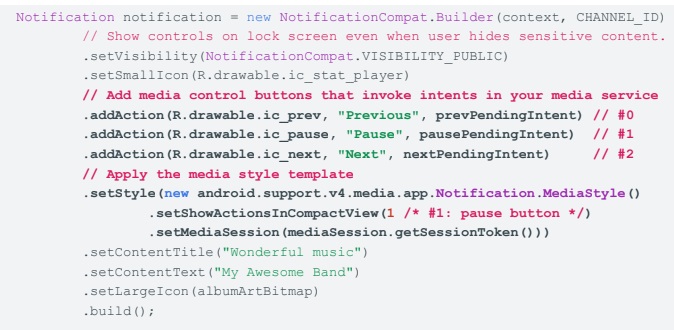 Notification notification = new NotificationCompat.Builder(context, CHANNEL_ID)
        // Show controls on lock screen even when user hides sensitive content.
        .setVisibility(NotificationCompat.VISIBILITY_PUBLIC)
        .setSmallIcon(R.drawable.ic_stat_player)
        // Add media control buttons that invoke intents in your media service
        .addAction(R.drawable.ic_prev, "Previous", prevPendingIntent) // #0
        .addAction(R.drawable.ic_pause, "Pause", pausePendingIntent)  // #1
        .addAction(R.drawable.ic_next, "Next", nextPendingIntent)     // #2
        // Apply the media style template
        .setStyle(new android.support.v4.media.app.Notification.MediaStyle()
                .setShowActionsInCompactView(1 /* #1: pause button */)
                .setMediaSession(mediaSession.getSessionToken()))
        .setContentTitle("Wonderful music")
        .setContentText("My Awesome Band")
        .setLargeIcon(albumArtBitmap)
        .build();